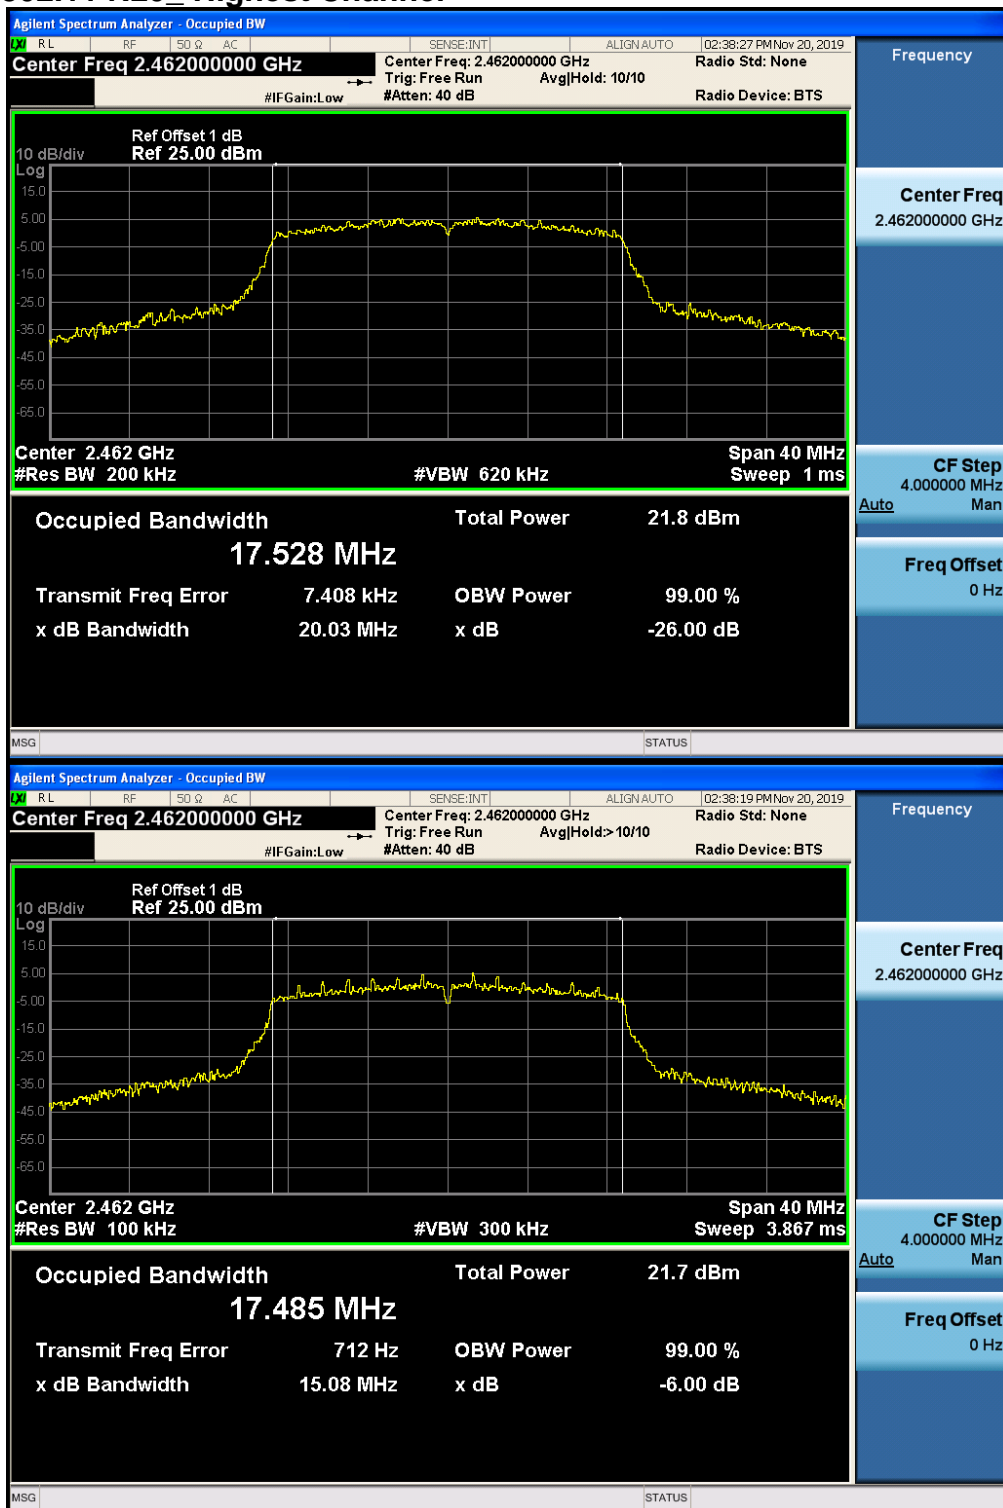 Highest Channel
Agilent Spectrum Analyzer - Occupied BW
LXI RL RF 50 Ω AC SENSE:INT ALIGN AUTO 02:38:27 PM Nov 20, 2019
Center Freq 2.462000000 GHz
Center Freq: 2.462000000 GHz
Radio Std: None
Trig: Free Run Avg|Hold: 10/10
#IFGain:Low #Atten: 40 dB Radio Device: BTS
Frequency
Ref Offset 1 dB
10 dB/div Ref 25.00 dBm
Log
15.0
5.00
-5.00
-15.0
-25.0
-35.0
-45.0
-55.0
-65.0
Center 2.462 GHz Span 40 MHz
#Res BW 200 kHz #VBW 620 kHz Sweep 1 ms
Center Freq
2.462000000 GHz
CF Step
4.000000 MHz
Auto Man
Freq Offset
0 Hz
Occupied Bandwidth Total Power 21.8 dBm
17.528 MHz
Transmit Freq Error 7.408 kHz OBW Power 99.00 %
x dB Bandwidth 20.03 MHz x dB -26.00 dB
MSG STATUS
Agilent Spectrum Analyzer - Occupied BW
LXI RL RF 50 Ω AC SENSE:INT ALIGN AUTO 02:38:19 PM Nov 20, 2019
Center Freq 2.462000000 GHz
Center Freq: 2.462000000 GHz
Radio Std: None
Trig: Free Run Avg|Hold:> 10/10
#IFGain:Low #Atten: 40 dB Radio Device: BTS
Frequency
Ref Offset 1 dB
10 dB/div Ref 25.00 dBm
Log
15.0
5.00
-5.00
-15.0
-25.0
-35.0
-45.0
-55.0
-65.0
Center 2.462 GHz Span 40 MHz
#Res BW 100 kHz #VBW 300 kHz Sweep 3.867 ms
Center Freq
2.462000000 GHz
CF Step
4.000000 MHz
Auto Man
Freq Offset
0 Hz
Occupied Bandwidth Total Power 21.7 dBm
17.485 MHz
Transmit Freq Error 712 Hz OBW Power 99.00 %
x dB Bandwidth 15.08 MHz x dB -6.00 dB
MSG STATUS